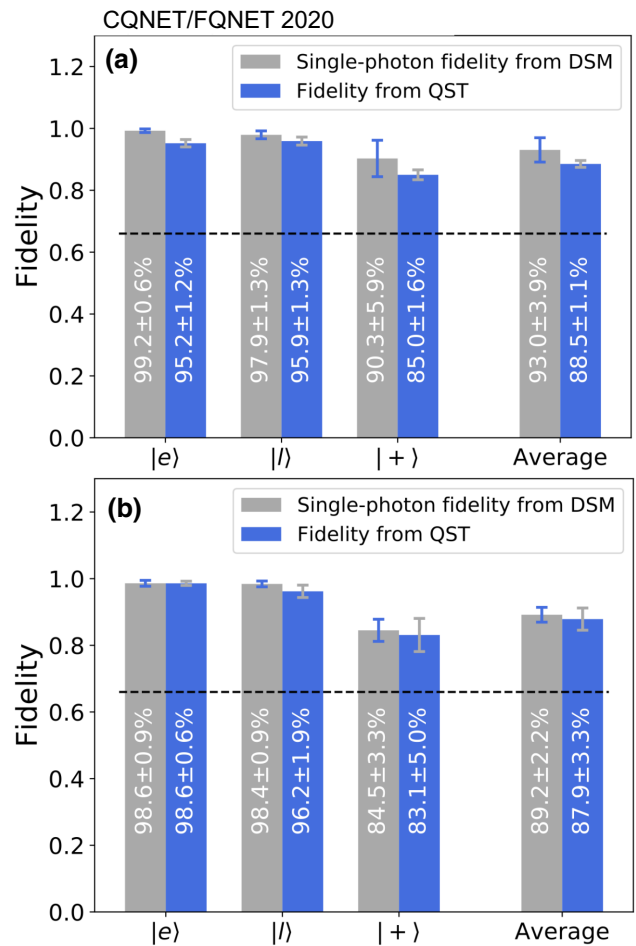 CQNET/FQNET 2020
(a)
Single-photon fidelity from DSM
Fidelity from QST
Fidelity
1.2
1.0
0.8
0.6
0.4
0.2
0.0
99.2±0.6%
95.2±1.2%
97.9±1.3%
95.9±1.3%
90.3±5.9%
85.0±1.6%
93.0±3.9%
88.5±1.1%
|e⟩
|l⟩
|+⟩
Average
(b)
Single-photon fidelity from DSM
Fidelity from QST
Fidelity
1.2
1.0
0.8
0.6
0.4
0.2
0.0
98.6±0.9%
98.6±0.6%
98.4±0.9%
96.2±1.9%
84.5±3.3%
83.1±5.0%
89.2±2.2%
87.9±3.3%
|e⟩
|l⟩
|+⟩
Average